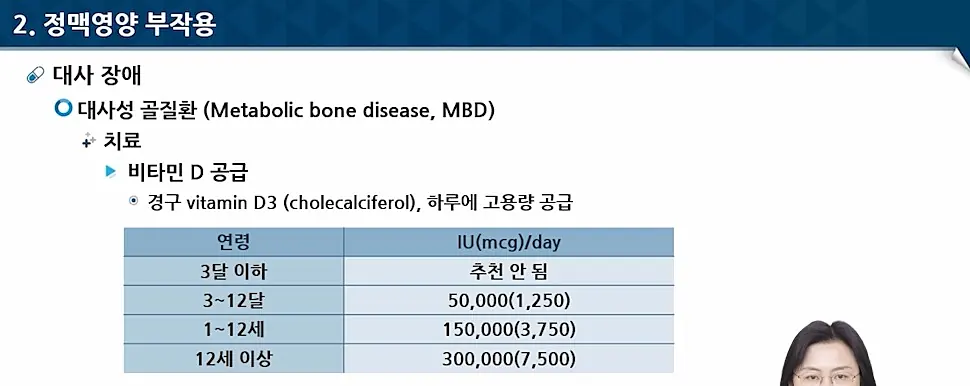 2. 정맥영양 부작용
대사 장애
대사성 골질환 (Metabolic bone disease, MBD)
치료
비타민 D 공급
경구 vitamin D3 (cholecalciferol), 하루에 고용량 공급
연령 IU(mcg)/day
3달 이하 추천 안 됨
3~12달 50,000(1,250)
1~12세 150,000(3,750)
12세 이상 300,000(7,500)